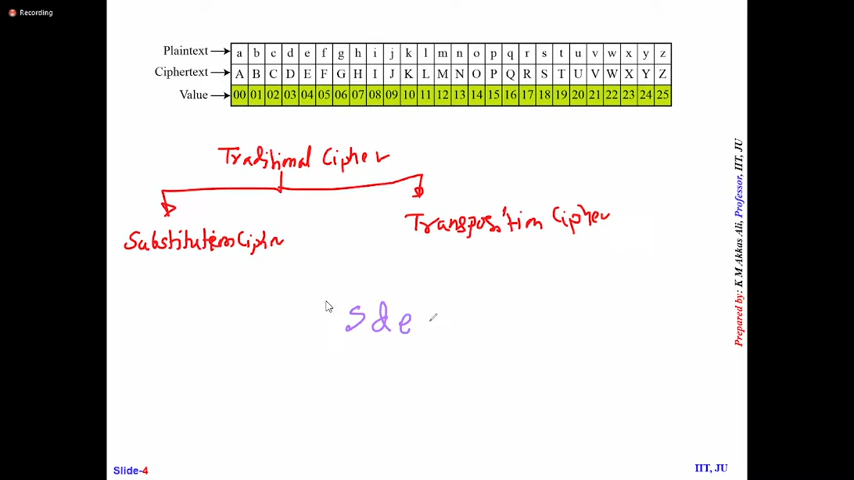 Recording
Plaintext a b c d e f g h i j k l m n o p q r s t u v w x y z
Ciphertext A B C D E F G H I J K L M N O P Q R S T U V W X Y Z
Value 00 01 02 03 04 05 06 07 08 09 10 11 12 13 14 15 16 17 18 19 20 21 22 23 24 25
Traditional Cipher
Substitution Cipher
Transposition Cipher
S d e
Prepared by: K M Akkas Ali, Professor, IIT, JU
Slide-4
IIT, JU